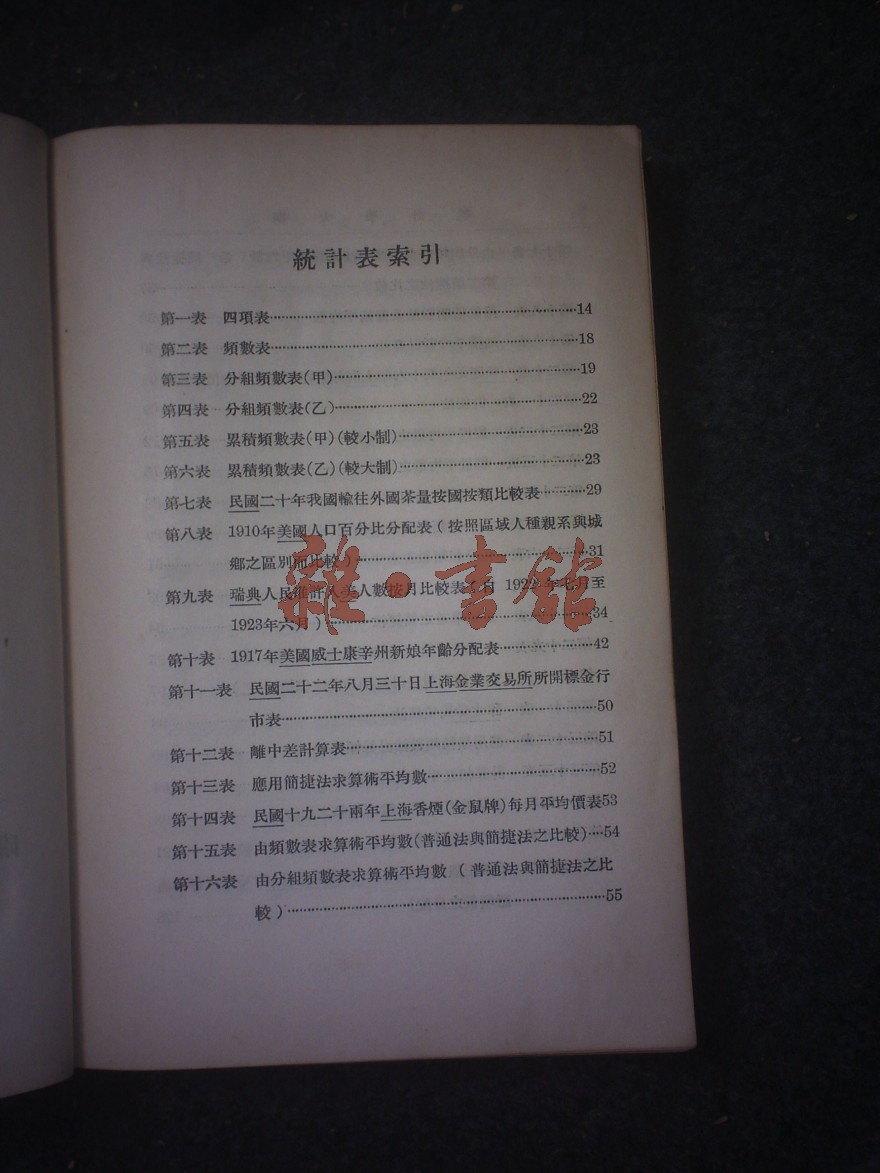 統計表索引
第一表 四項表……14
第二表 頻數表……18
第三表 分組頻數表(甲)……19
第四表 分組頻數表(乙)……22
第五表 累積頻數表(甲)(較小制)……23
第六表 累積頻數表(乙)(較大制)……23
第七表 民國二十年我國輸往外國茶量按國按類比較表……29
第八表 1910年美國人口百分比分配表(按照區域人種親系與城
鄉之區別而比較)……31
第九表 瑞典人民准許入美人數按月比較表(自 1922年七月至
1923年六月)……34
第十表 1917年美國威士康辛州新娘年齡分配表……42
第十一表 民國二十二年八月三十日上海金業交易所所開標金行
市表……50
第十二表 離中差計算表……51
第十三表 應用簡捷法求算術平均數……52
第十四表 民國十九二十兩年上海香煙(金鼠牌)每月平均價表53
第十五表 由頻數表求算術平均數(普通法與簡捷法之比較)…54
第十六表 由分組頻數表求算術平均數(普通法與簡捷法之比
較)……55
雜·書館